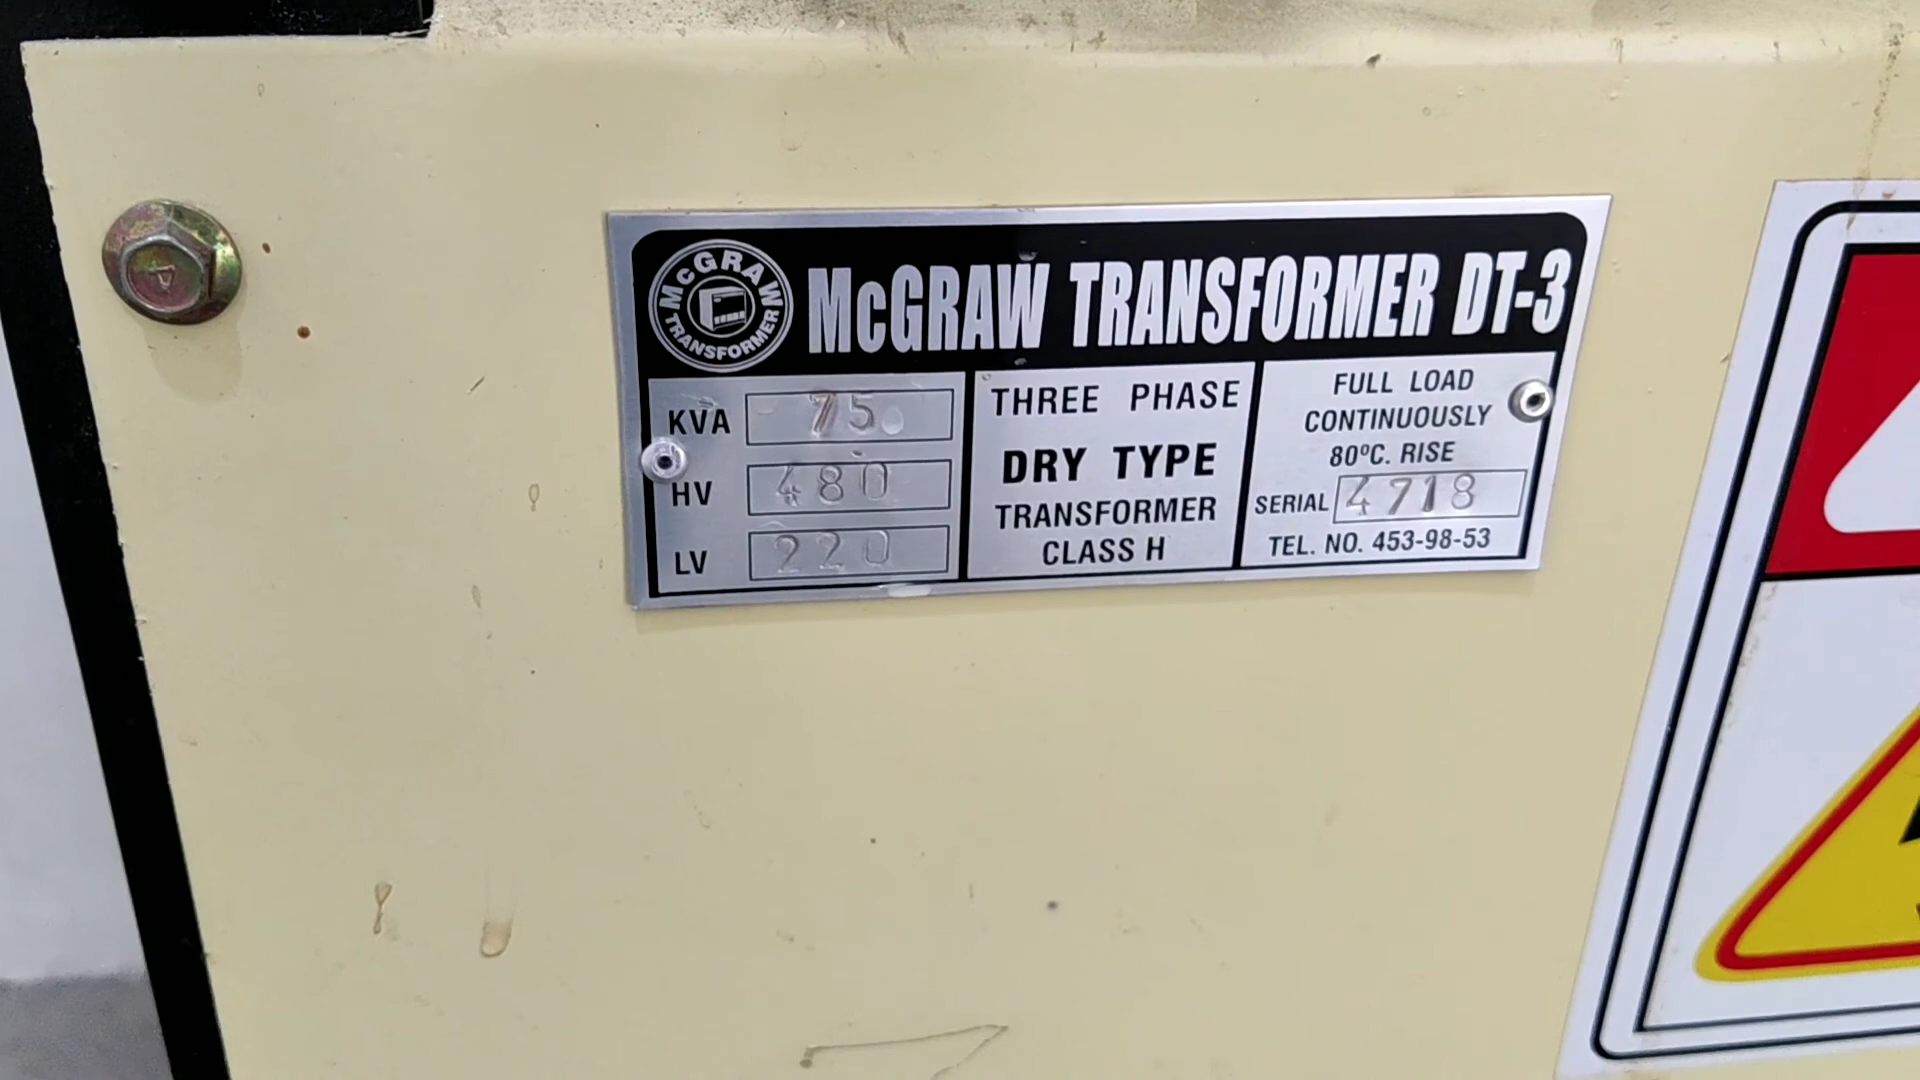 McGRAW TRANSFORMER
McGRAW TRANSFORMER DT-3
KVA 75
HV 480
LV 220
THREE PHASE
DRY TYPE
TRANSFORMER
CLASS H
FULL LOAD
CONTINUOUSLY
80ºC. RISE
SERIAL 4718
TEL. NO. 453-98-53